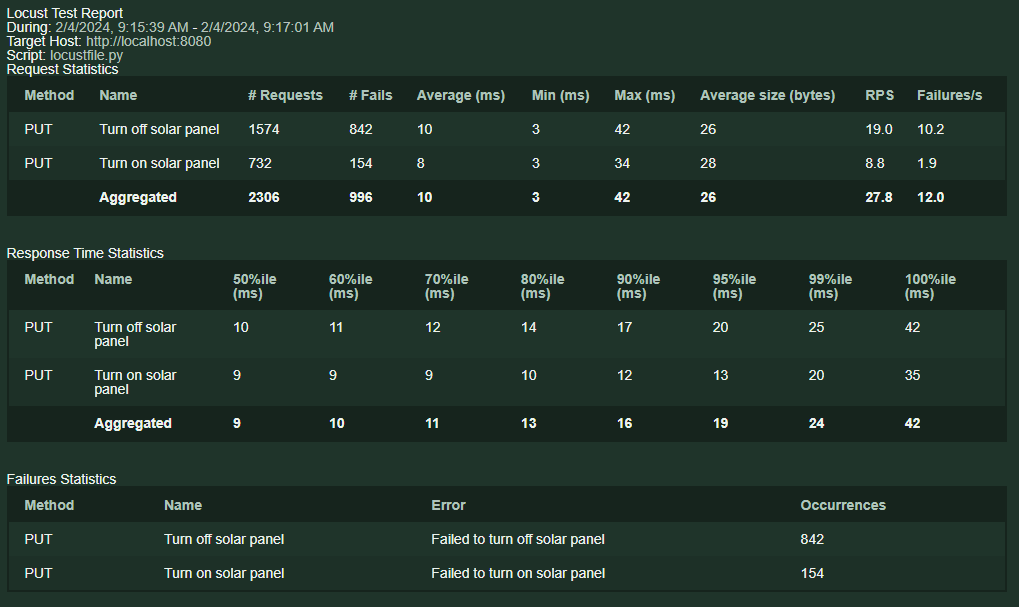 Locust Test Report
During: 2/4/2024, 9:15:39 AM - 2/4/2024, 9:17:01 AM
Target Host: http://localhost:8080
Script: locustfile.py
Request Statistics
Method Name # Requests # Fails Average (ms) Min (ms) Max (ms) Average size (bytes) RPS Failures/s
PUT Turn off solar panel 1574 842 10 3 42 26 19.0 10.2
PUT Turn on solar panel 732 154 8 3 34 28 8.8 1.9
Aggregated 2306 996 10 3 42 26 27.8 12.0
Response Time Statistics
Method Name 50%ile (ms) 60%ile (ms) 70%ile (ms) 80%ile (ms) 90%ile (ms) 95%ile (ms) 99%ile (ms) 100%ile (ms)
PUT Turn off solar panel 10 11 12 14 17 20 25 42
PUT Turn on solar panel 9 9 9 10 12 13 20 35
Aggregated 9 10 11 13 16 19 24 42
Failures Statistics
Method Name Error Occurrences
PUT Turn off solar panel Failed to turn off solar panel 842
PUT Turn on solar panel Failed to turn on solar panel 154